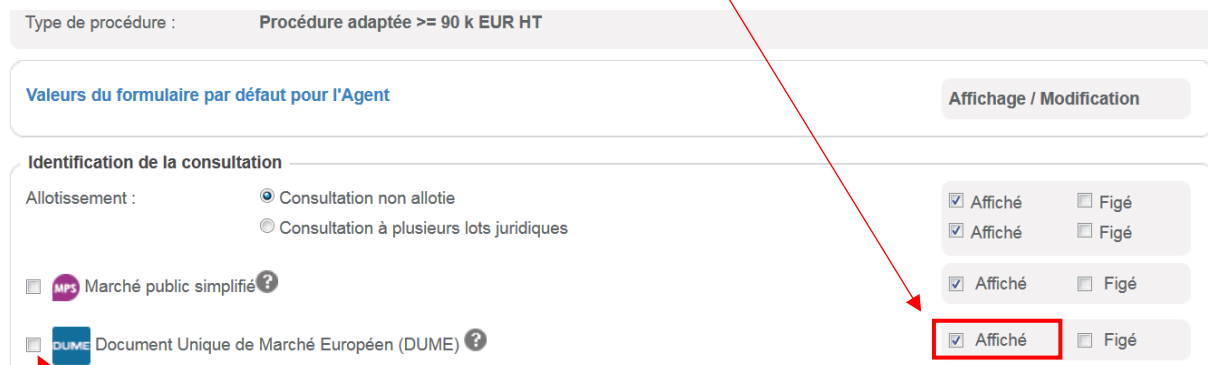 Type de procédure : Procédure adaptée >= 90 k EUR HT
Valeurs du formulaire par défaut pour l'Agent Affichage / Modification
Identification de la consultation
Allotissement : Consultation non allotie Affiché Figé
Consultation à plusieurs lots juridiques Affiché Figé
MPS Marché public simplifié ? Affiché Figé
DUME Document Unique de Marché Européen (DUME) ? Affiché Figé